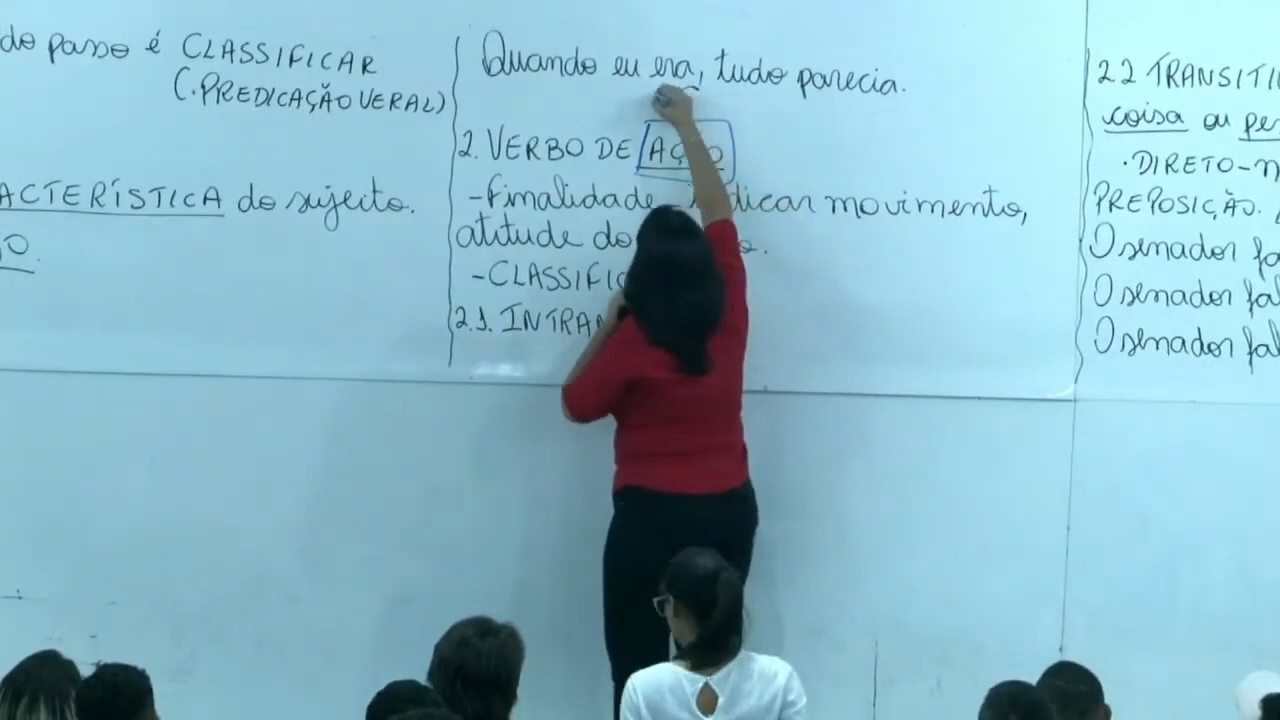 do passo é CLASSIFICAR
(.PREDICAÇÃO VERAL)
ACTERÍSTICA do sujeito.
O.
Quando eu era, tudo parecia.
2. VERBO DE AÇÃO
-Finalidade - indicar movimento,
atitude do
-CLASSIFIC
2.1. INTRAN
2.2 TRANSITI
coisa ou pe
.DIRETO-N
PREPOSIÇÃO.
O senador fa
O senador fal
O senador fal